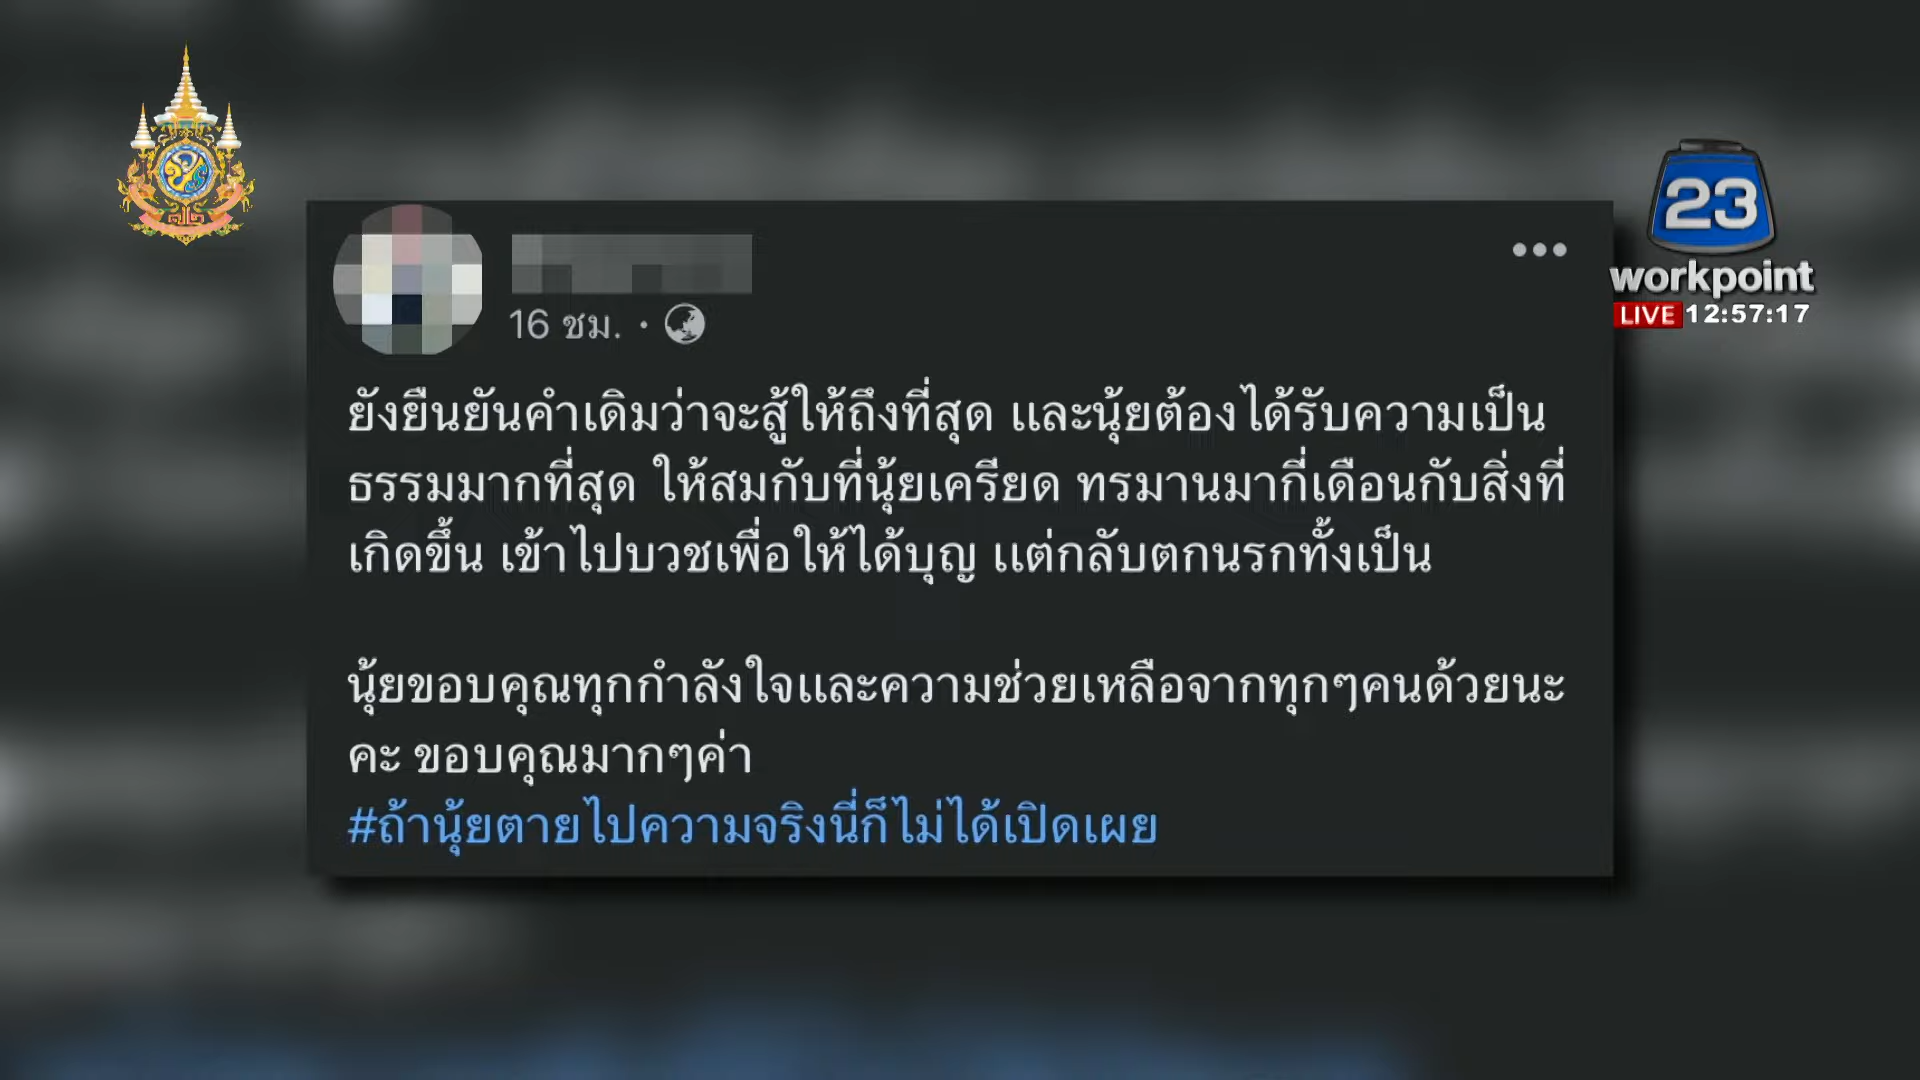 23
workpoint
LIVE 12:57:17
16 ชม.
ยังยืนยันคำเดิมว่าจะสู้ให้ถึงที่สุด และนุ้ยต้องได้รับความเป็น
ธรรมมากที่สุด ให้สมกับที่นุ้ยเครียด ทรมานมากี่เดือนกับสิ่งที่
เกิดขึ้น เข้าไปบวชเพื่อให้ได้บุญ แต่กลับตกนรกทั้งเป็น
นุ้ยขอบคุณทุกกำลังใจและความช่วยเหลือจากทุกๆคนด้วยนะ
คะ ขอบคุณมากๆค่า
#ถ้านุ้ยตายไปความจริงนี่ก็ไม่ได้เปิดเผย